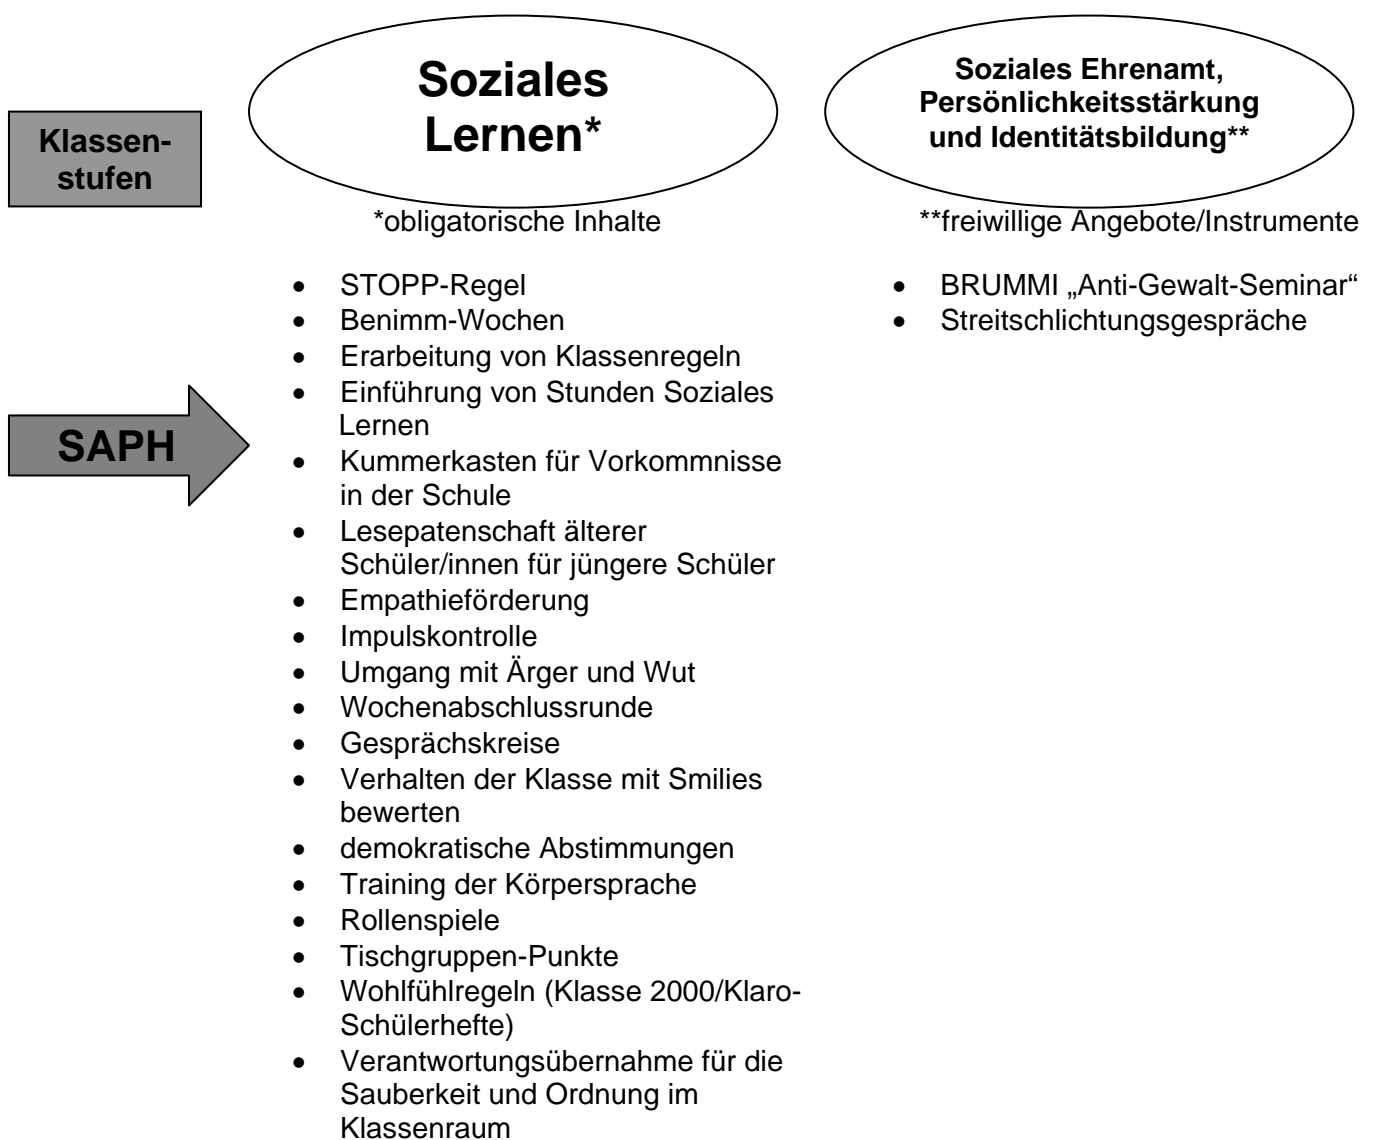 Klassen-
stufen
Soziales
Lernen*
*obligatorische Inhalte
Soziales Ehrenamt,
Persönlichkeitsstärkung
und Identitätsbildung**
**freiwillige Angebote/Instrumente
SAPH
• STOPP-Regel
• Benimm-Wochen
• Erarbeitung von Klassenregeln
• Einführung von Stunden Soziales
Lernen
• Kummerkasten für Vorkommnisse
in der Schule
• Lesepatenschaft älterer
Schüler/innen für jüngere Schüler
• Empathieförderung
• Impulskontrolle
• Umgang mit Ärger und Wut
• Wochenabschlussrunde
• Gesprächskreise
• Verhalten der Klasse mit Smilies
bewerten
• demokratische Abstimmungen
• Training der Körpersprache
• Rollenspiele
• Tischgruppen-Punkte
• Wohlfühlregeln (Klasse 2000/Klaro-
Schülerhefte)
• Verantwortungsübernahme für die
Sauberkeit und Ordnung im
Klassenraum
• BRUMMI „Anti-Gewalt-Seminar“
• Streitschlichtungsgespräche